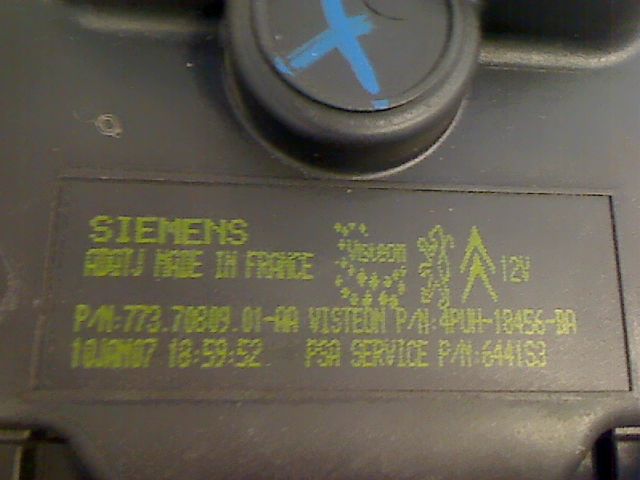 SIEMENS
MADE IN FRANCE
Visteon
12V
P/N:773.70809.01-AA VISTEON P/N:4PUH-18456-BA
10JAN07 18:59:52 PSA SERVICE P/N:6441S3